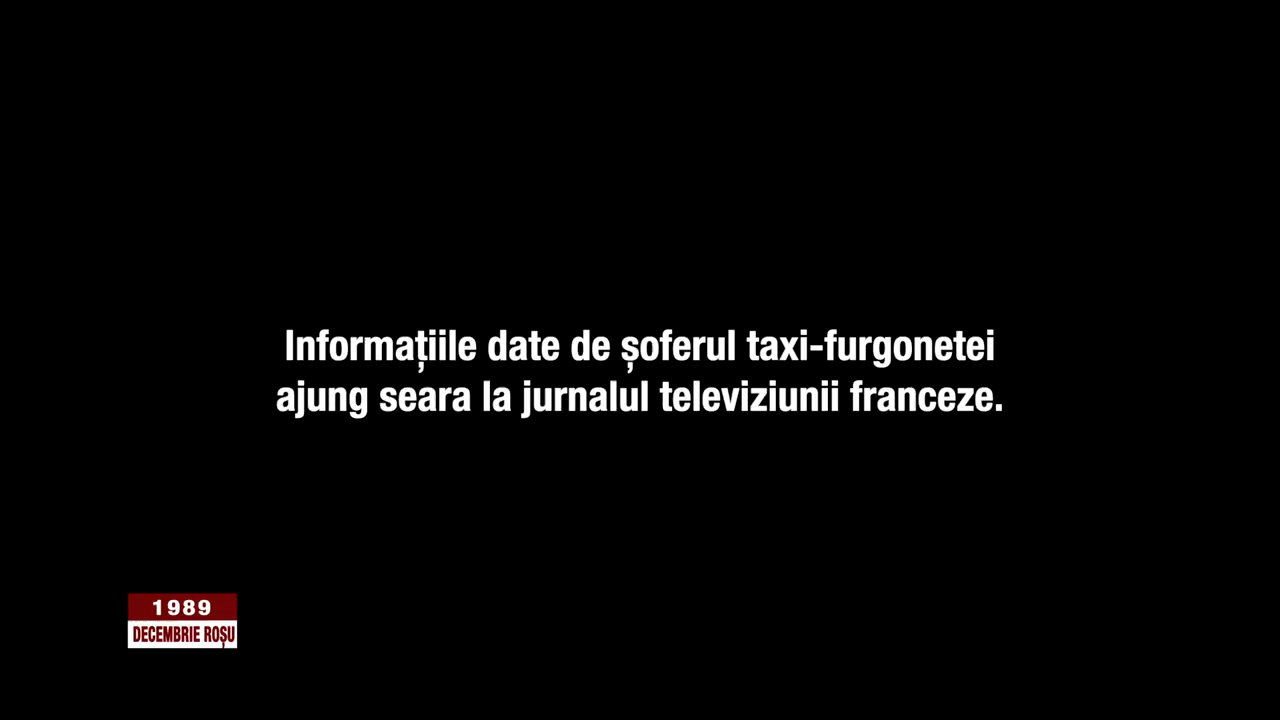 Informațiile date de șoferul taxi-furgonetei
ajung seara la jurnalul televiziunii franceze.
1989
DECEMBRIE ROȘU